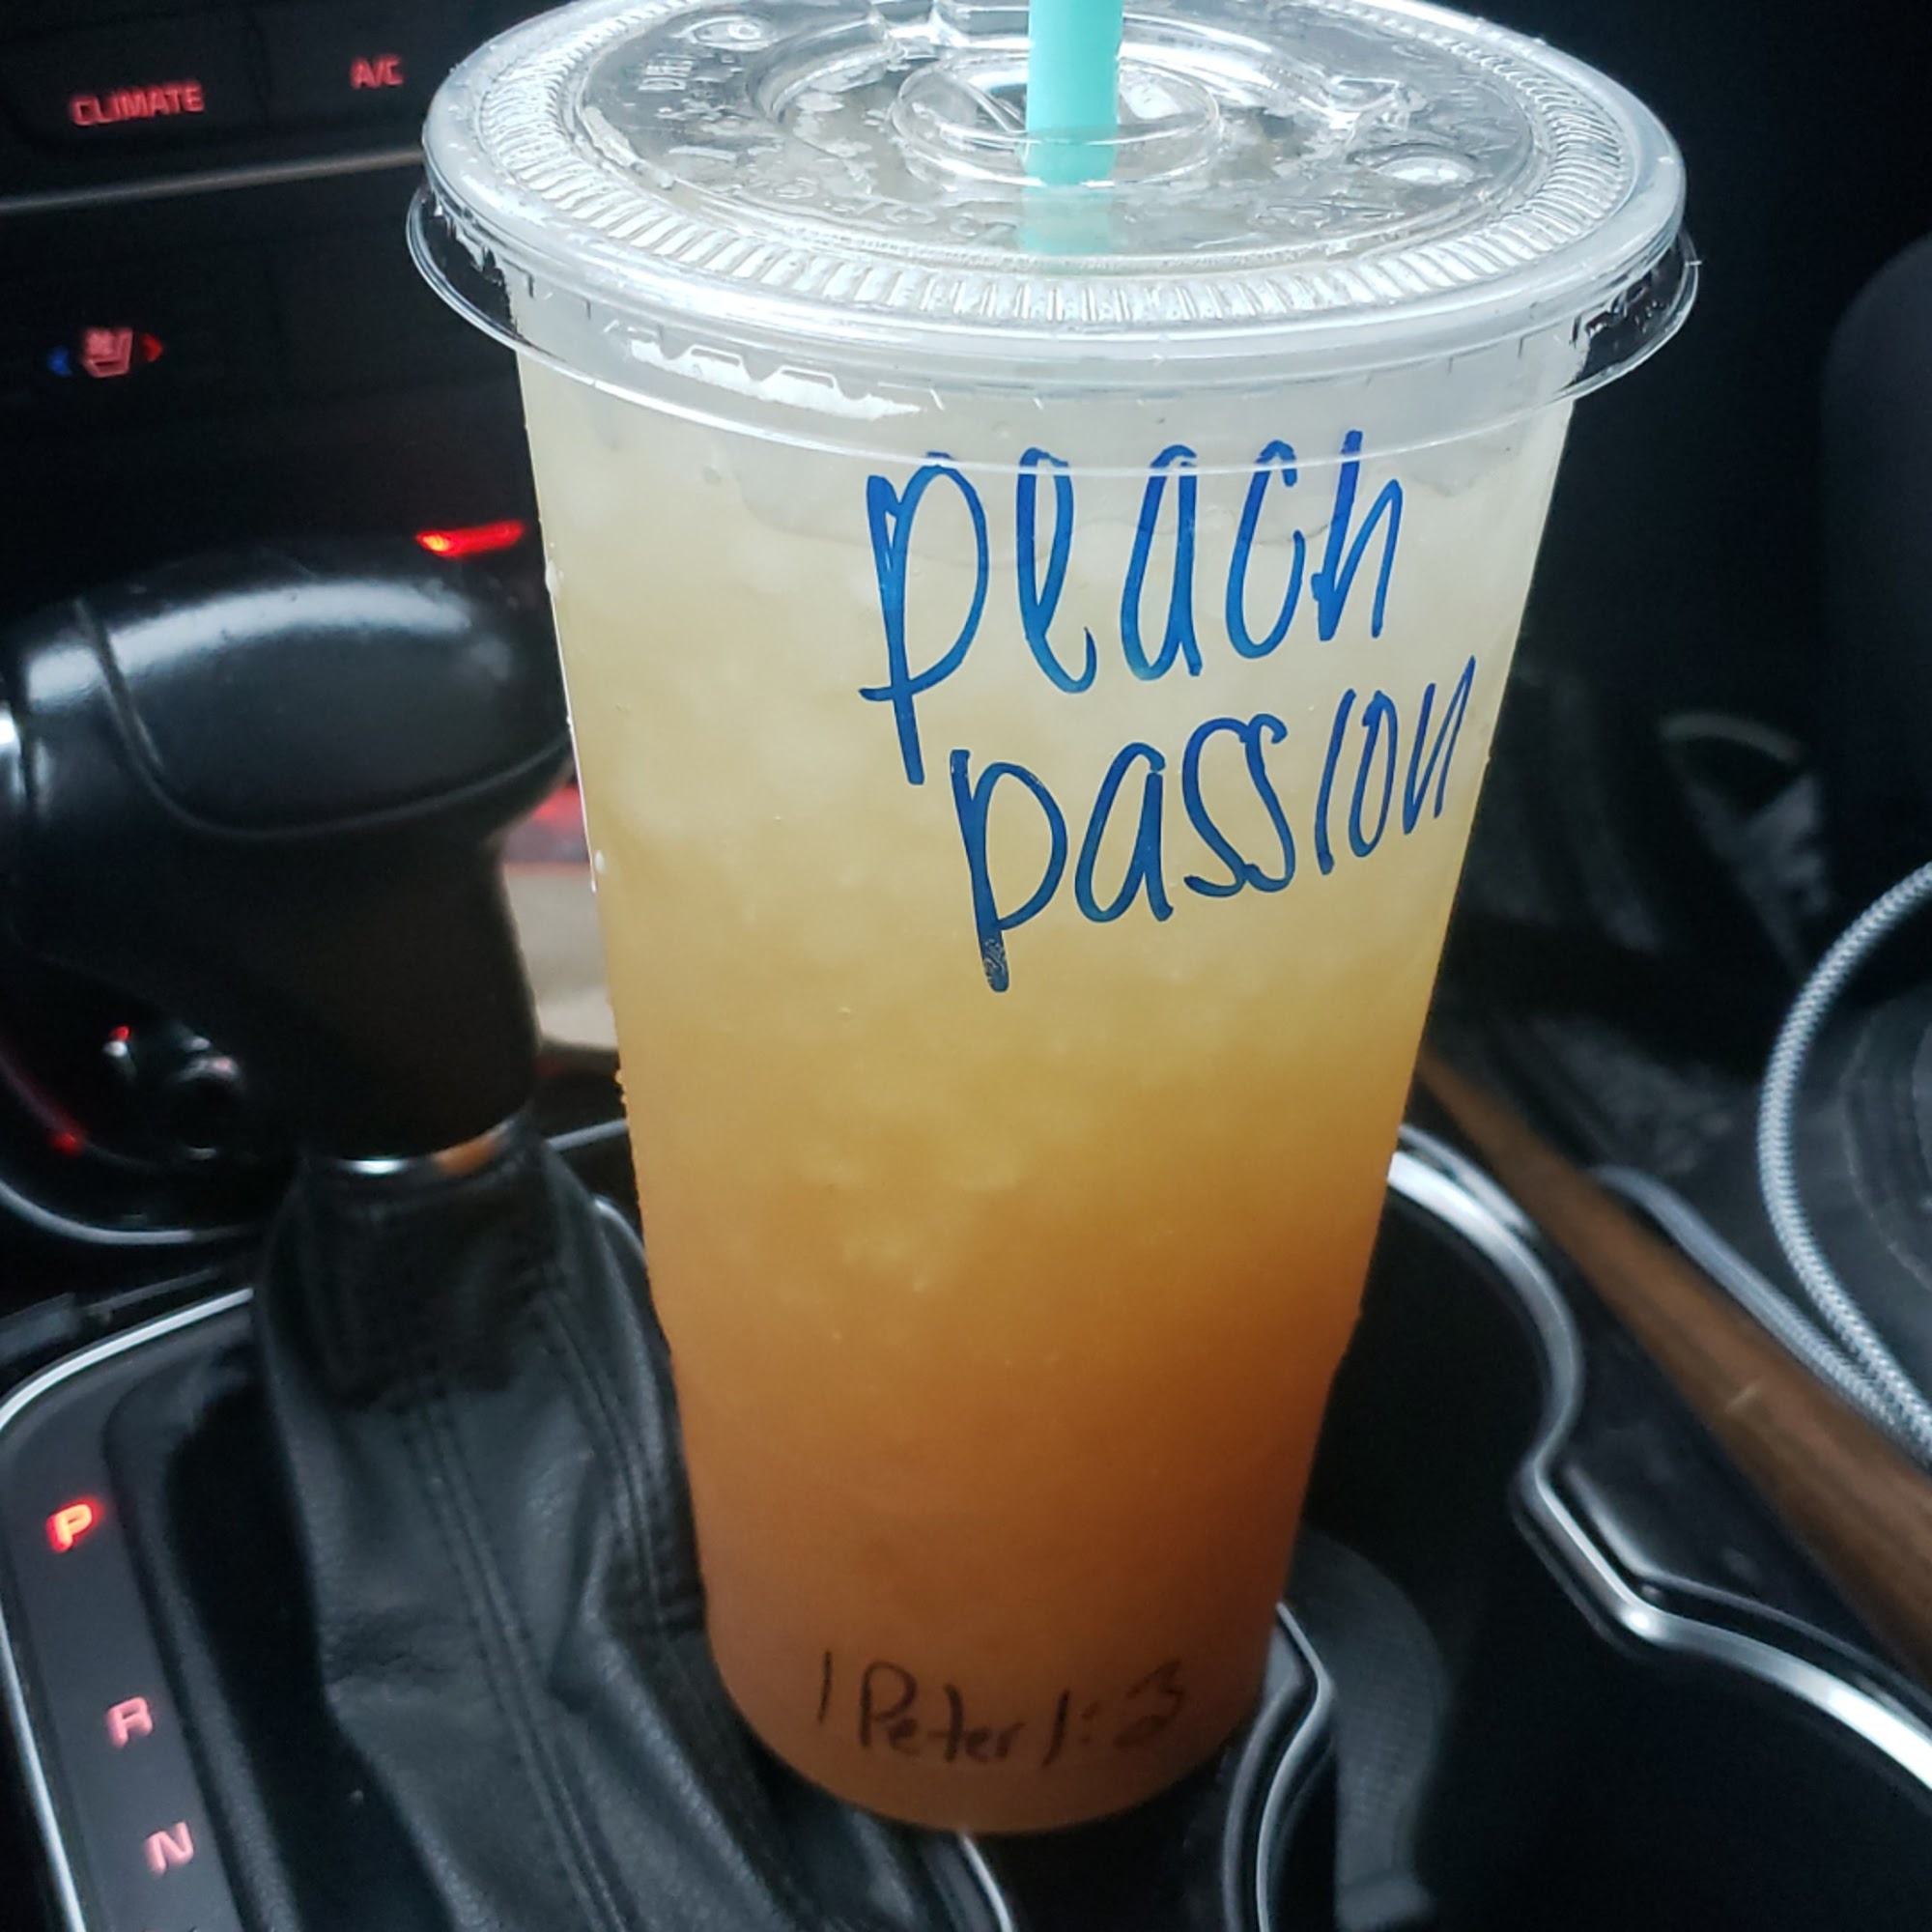 CLIMATE A/C
peach
passion
1 Peter 1:3
P
R
N